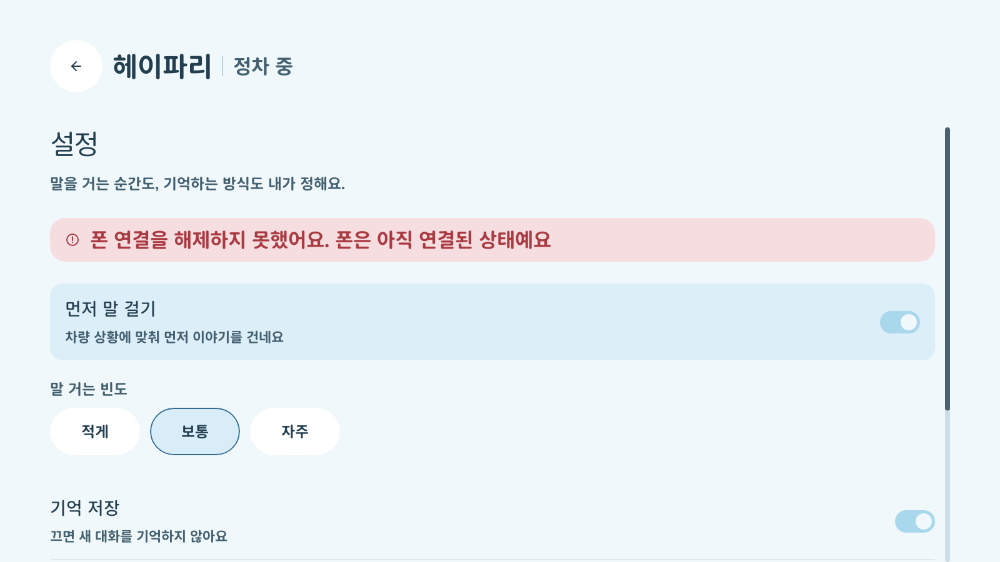 헤이파리 정차 중
설정
말을 거는 순간도, 기억하는 방식도 내가 정해요.
폰 연결을 해제하지 못했어요. 폰은 아직 연결된 상태예요
먼저 말 걸기
차량 상황에 맞춰 먼저 이야기를 건네요
말 거는 빈도
적게 보통 자주
기억 저장
끄면 새 대화를 기억하지 않아요